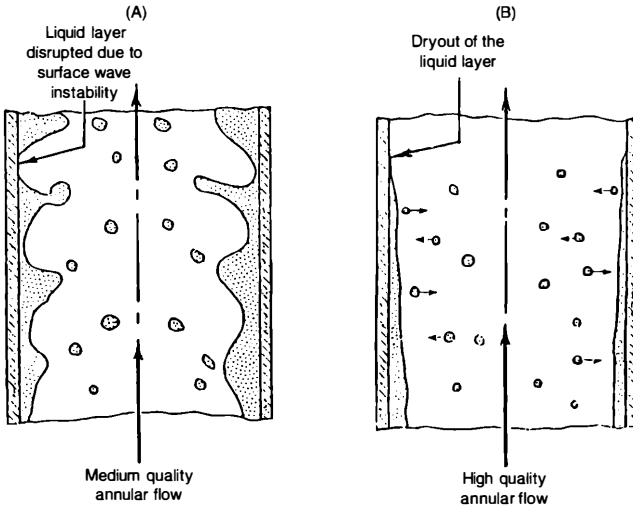 (A)
Liquid layer
disrupted due to
surface wave
instability
Medium quality
annular flow
(B)
Dryout of the
liquid layer
High quality
annular flow